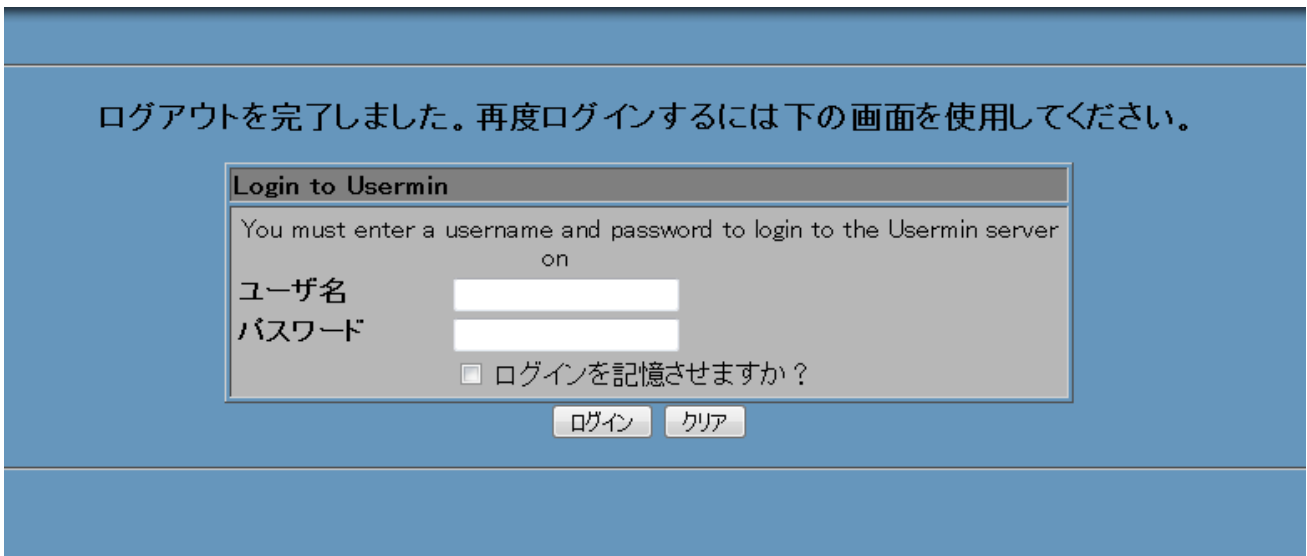 ログアウトを完了しました。再度ログインするには下の画面を使用してください。
Login to Usermin
You must enter a username and password to login to the Usermin server
on
ユーザ名
パスワード
ログインを記憶させますか？
ログイン クリア